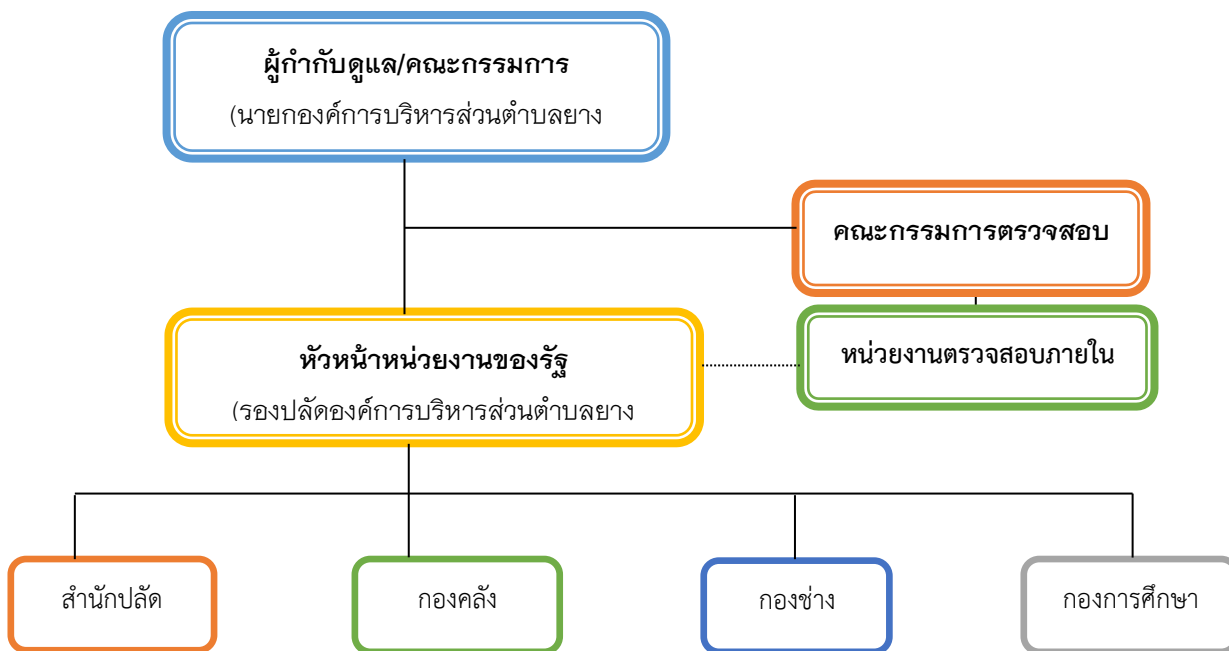 ผู้กำกับดูแล/คณะกรรมการ
(นายกองค์การบริหารส่วนตำบลยาง
คณะกรรมการตรวจสอบ
หน่วยงานตรวจสอบภายใน
หัวหน้าหน่วยงานของรัฐ
(รองปลัดองค์การบริหารส่วนตำบลยาง
สำนักปลัด
กองคลัง
กองช่าง
กองการศึกษา